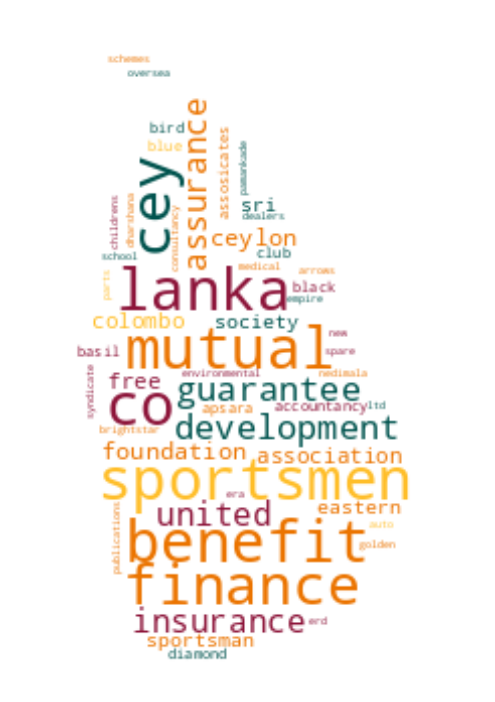 schemes
oversea
bird
blue
cey
assurance
assosicates
pamankade
childrens
dharshana
consultancy
school
sri
dealers
ceylon
club
medical
arrows
parts
lanka
black
empire
colombo
society
new
mutual
basil
spare
syndicate
free
environmental
nedimala
guarantee
co
apsara
accountancy
ltd
brightstar
development
foundation
association
sportsmen
era
publications
united
eastern
auto
benefit
golden
finance
insurance
erd
sportsman
diamond